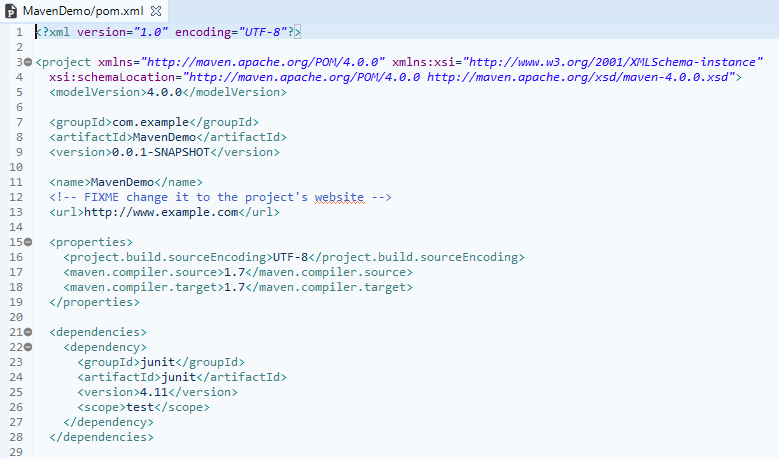 MavenDemo/pom.xml
1 <?xml version="1.0" encoding="UTF-8"?>
2
3 <project xmlns="http://maven.apache.org/POM/4.0.0" xmlns:xsi="http://www.w3.org/2001/XMLSchema-instance"
4   xsi:schemaLocation="http://maven.apache.org/POM/4.0.0 http://maven.apache.org/xsd/maven-4.0.0.xsd">
5   <modelVersion>4.0.0</modelVersion>
6
7   <groupId>com.example</groupId>
8   <artifactId>MavenDemo</artifactId>
9   <version>0.0.1-SNAPSHOT</version>
10
11   <name>MavenDemo</name>
12   <!-- FIXME change it to the project's website -->
13   <url>http://www.example.com</url>
14
15   <properties>
16     <project.build.sourceEncoding>UTF-8</project.build.sourceEncoding>
17     <maven.compiler.source>1.7</maven.compiler.source>
18     <maven.compiler.target>1.7</maven.compiler.target>
19   </properties>
20
21   <dependencies>
22     <dependency>
23       <groupId>junit</groupId>
24       <artifactId>junit</artifactId>
25       <version>4.11</version>
26       <scope>test</scope>
27     </dependency>
28   </dependencies>
29